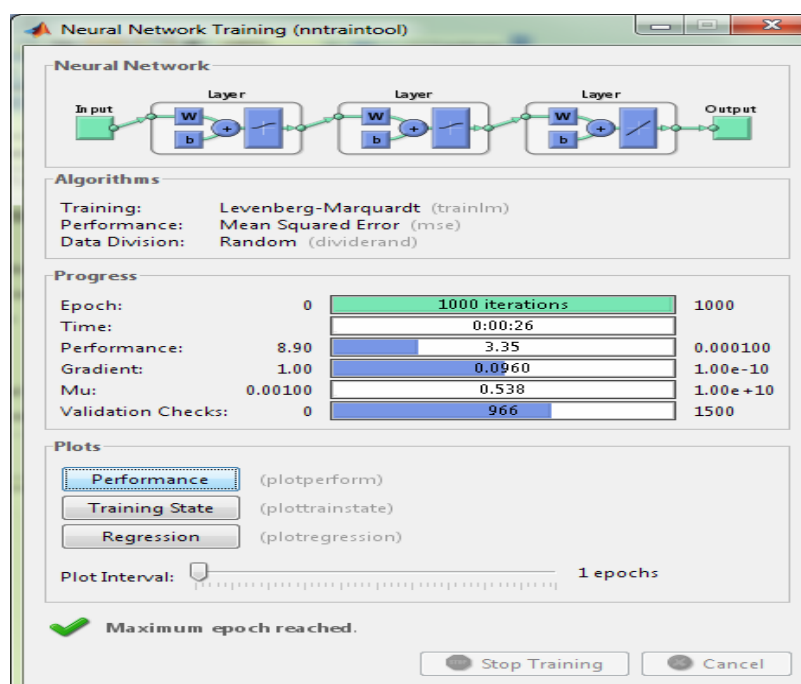 Neural Network Training (nntraintool)
Neural Network
Layer Layer Layer
Input Output
W W W
+ + +
b b b
Algorithms
Training: Levenberg-Marquardt (trainlm)
Performance: Mean Squared Error (mse)
Data Division: Random (dividerand)
Progress
Epoch: 0 1000 iterations 1000
Time: 0:00:26
Performance: 8.90 3.35 0.000100
Gradient: 1.00 0.0960 1.00e-10
Mu: 0.00100 0.538 1.00e+10
Validation Checks: 0 966 1500
Plots
Performance (plotperform)
Training State (plottrainstate)
Regression (plotregression)
Plot Interval: 1 epochs
Maximum epoch reached.
Stop Training Cancel